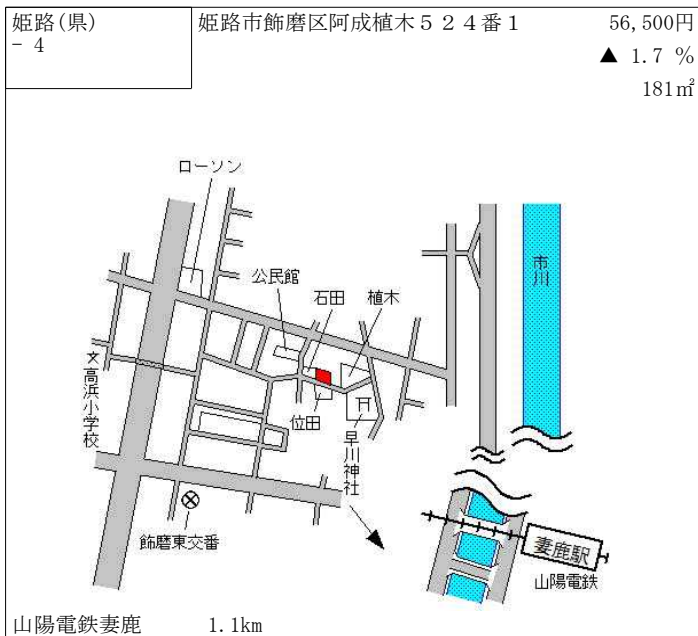 姫路(県)
- 4
姫路市飾磨区阿成植木５２４番１
56,500円
▲ 1.7 %
181㎡
ローソン
公民館
石田
植木
市川
文
高浜小学校
位田
早川神社
飾磨東交番
妻鹿駅
山陽電鉄
山陽電鉄妻鹿
1.1km